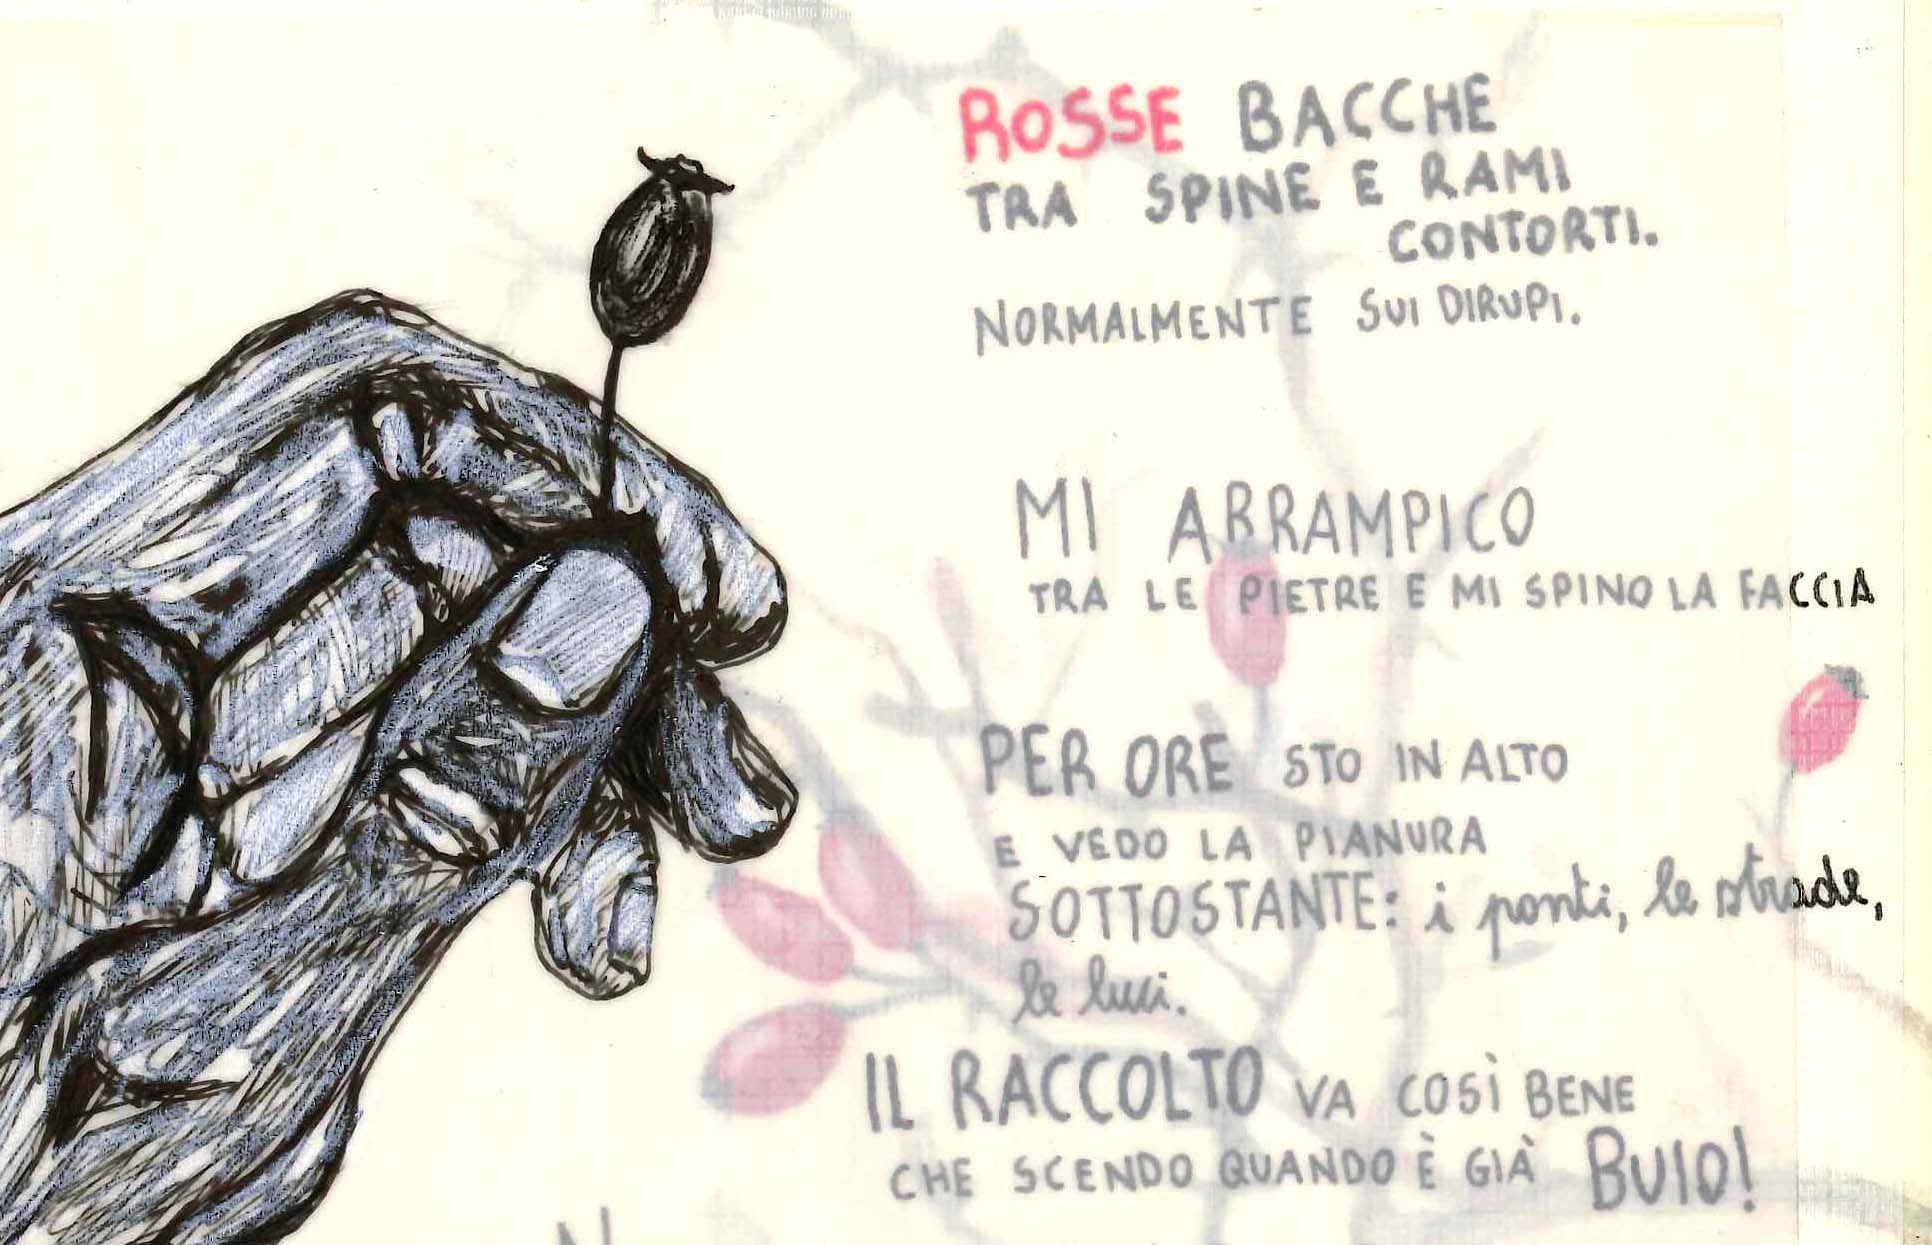 ROSSE BACCHE
TRA SPINE E RAMI
CONTORTI.
NORMALMENTE SUI DIRUPI.
MI ARRAMPICO
TRA LE PIETRE E MI SPINO LA FACCIA
PER ORE STO IN ALTO
E VEDO LA PIANURA
SOTTOSTANTE: i ponti, le strade,
le luci.
IL RACCOLTO VA COSÌ BENE
CHE SCENDO QUANDO È GIÀ BUIO!